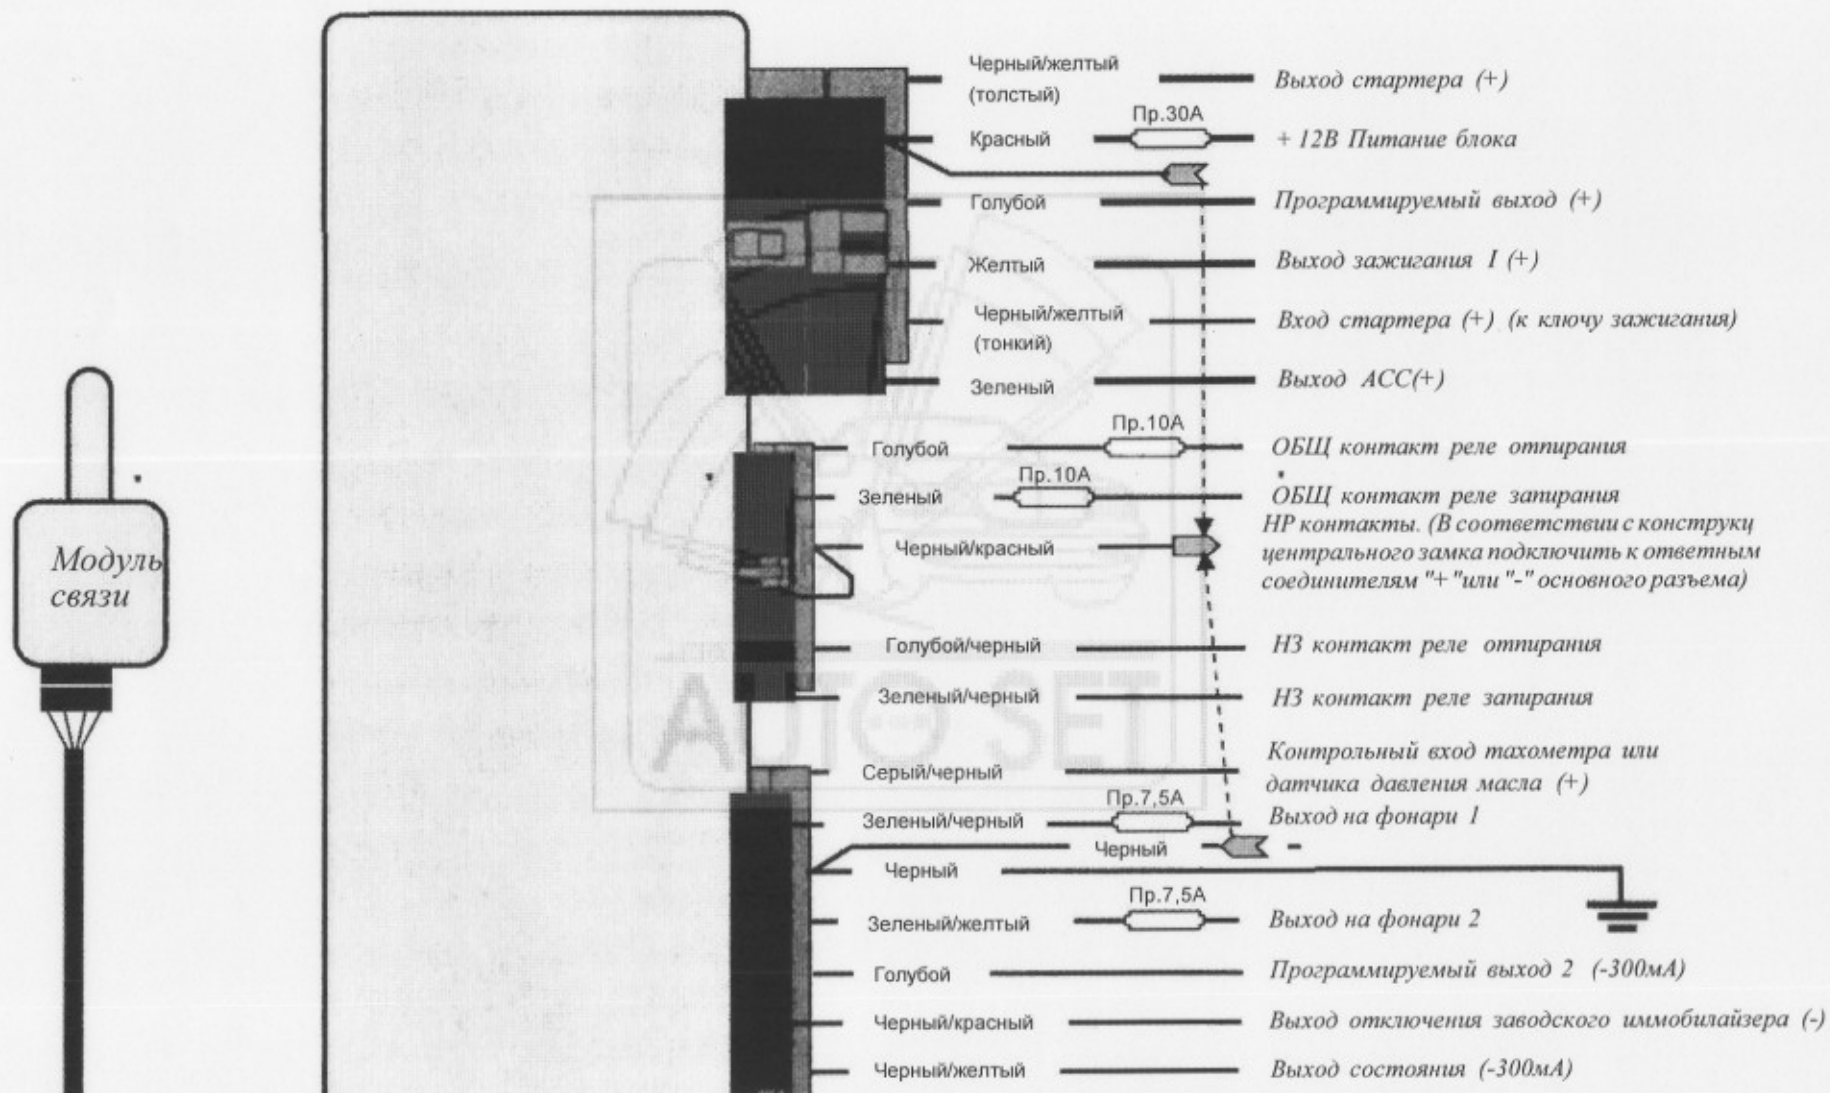 Черный/желтый
(толстый)
Выход стартера (+)
Пр.30А
Красный
+ 12В Питание блока
Голубой
Программируемый выход (+)
Желтый
Выход зажигания I (+)
Черный/желтый
(тонкий)
Вход стартера (+) (к ключу зажигания)
Зеленый
Выход АСС(+)
Пр.10А
Голубой
ОБЩ контакт реле отпирания
Пр.10А
Зеленый
ОБЩ контакт реле запирания
Черный/красный
НР контакты. (В соответствии с конструкц
центрального замка подключить к ответным
соединителям "+"или "-" основного разъема)
Модуль
связи
Голубой/черный
НЗ контакт реле отпирания
Зеленый/черный
НЗ контакт реле запирания
AUTO SET
Серый/черный
Контрольный вход тахометра или
датчика давления масла (+)
Пр.7,5А
Зеленый/черный
Выход на фонари 1
Черный
Черный
Пр.7,5А
Зеленый/желтый
Выход на фонари 2
Голубой
Программируемый выход 2 (-300мА)
Черный/красный
Выход отключения заводского иммобилайзера (-)
Черный/желтый
Выход состояния (-300мА)